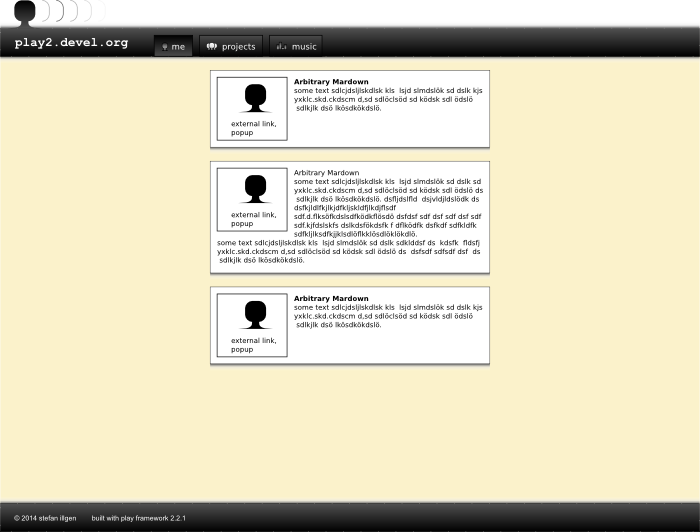 play2.devel.org
me
projects
music
Arbitrary Mardown
some text sdlcjdsljlskdlsk kls lsjd slmdslök sd dslk kjs
yxklc.skd.ckdscm d,sd sdlöclsöd sd ködsk sdl ödslö
sdlkjlk dsö lkösdkökdslö.
external link,
popup
Arbitrary Mardown
some text sdlcjdsljlskdlsk kls lsjd slmdslök sd dslk sd
yxklc.skd.ckdscm d,sd sdlöclsöd sd ködsk sdl ödslö ds
sdlkjlk dsö lkösdkökdslö. dsfljdslfld dsjvldjldslödk ds
dsfkjldlfkjlkjdfkljskldfjlkdjflsdf
sdf.d.flksöfkdslsdfködkflösdö dsfdsf sdf dsf sdf dsf sdf
sdf.kjfdslskfs dslkdsfökdsfk f dflködfk dsfkdf sdfkldfk
sdfkljlksdfkjjklsdlöflkklösdlöklökdlö.
external link,
popup
some text sdlcjdsljlskdlsk kls lsjd slmdslök sd dslk sdklddsf ds kdsfk fldsfj
yxklc.skd.ckdscm d,sd sdlöclsöd sd ködsk sdl ödslö ds dsfsdf sdfsdf dsf ds
sdlkjlk dsö lkösdkökdslö.
Arbitrary Mardown
some text sdlcjdsljlskdlsk kls lsjd slmdslök sd dslk kjs
yxklc.skd.ckdscm d,sd sdlöclsöd sd ködsk sdl ödslö
sdlkjlk dsö lkösdkökdslö.
external link,
popup
© 2014 stefan illgen
built with play framework 2.2.1